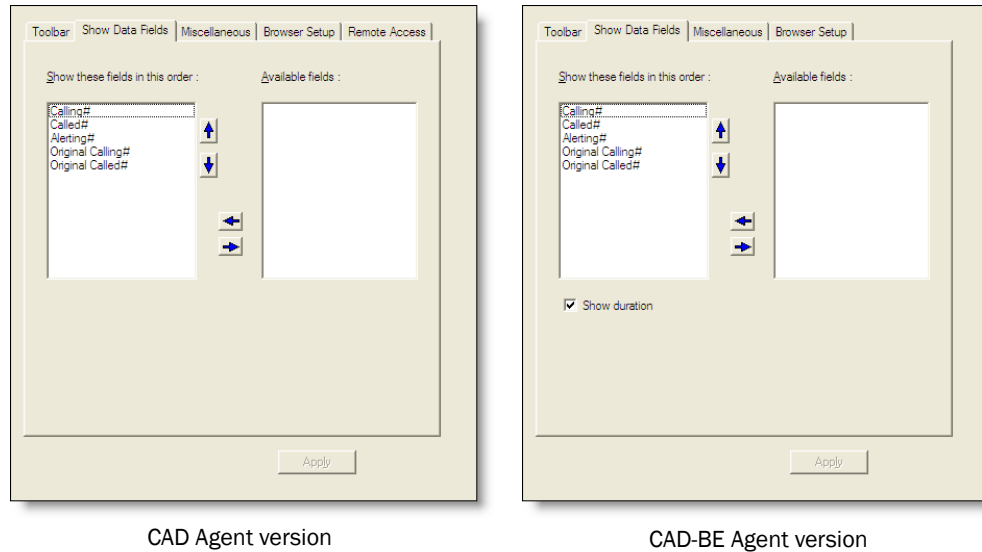 Toolbar Show Data Fields Miscellaneous Browser Setup Remote Access
Show these fields in this order :
Available fields :
Calling#
Called#
Alerting#
Original Calling#
Original Called#
Apply
CAD Agent version
Toolbar Show Data Fields Miscellaneous Browser Setup
Show these fields in this order :
Available fields :
Calling#
Called#
Alerting#
Original Calling#
Original Called#
Show duration
Apply
CAD-BE Agent version